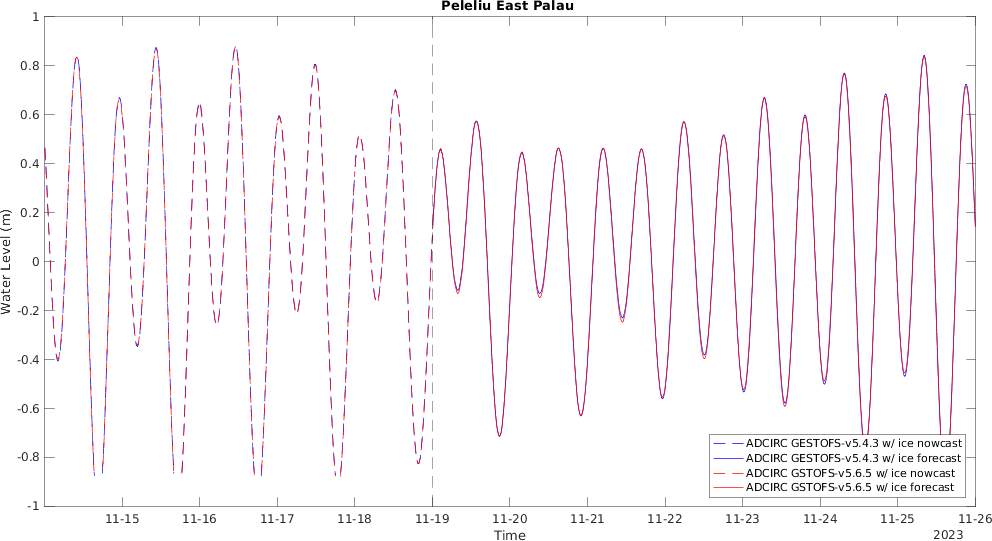 Peleliu East Palau
Water Level (m)
1
0.8
0.6
0.4
0.2
0
-0.2
-0.4
-0.6
-0.8
-1
ADCIRC GESTOFS-v5.4.3 w/ ice nowcast
ADCIRC GESTOFS-v5.4.3 w/ ice forecast
ADCIRC GSTOFS-v5.6.5 w/ ice nowcast
ADCIRC GSTOFS-v5.6.5 w/ ice forecast
11-15 11-16 11-17 11-18 11-19 11-20 11-21 11-22 11-23 11-24 11-25 11-26
Time
2023